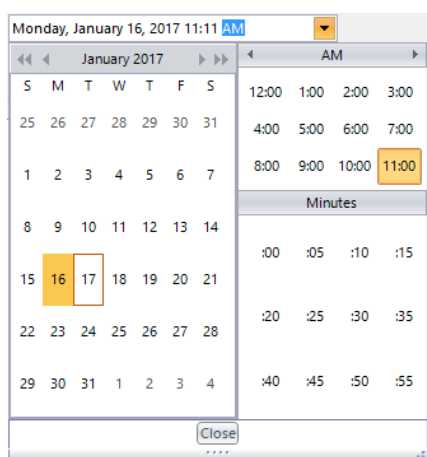 Monday, January 16, 2017 11:11 AM
January 2017
S M T W T F S
25 26 27 28 29 30 31
1 2 3 4 5 6 7
8 9 10 11 12 13 14
15 16 17 18 19 20 21
22 23 24 25 26 27 28
29 30 31 1 2 3 4
AM
12:00 1:00 2:00 3:00
4:00 5:00 6:00 7:00
8:00 9:00 10:00 11:00
Minutes
:00 :05 :10 :15
:20 :25 :30 :35
:40 :45 :50 :55
Close